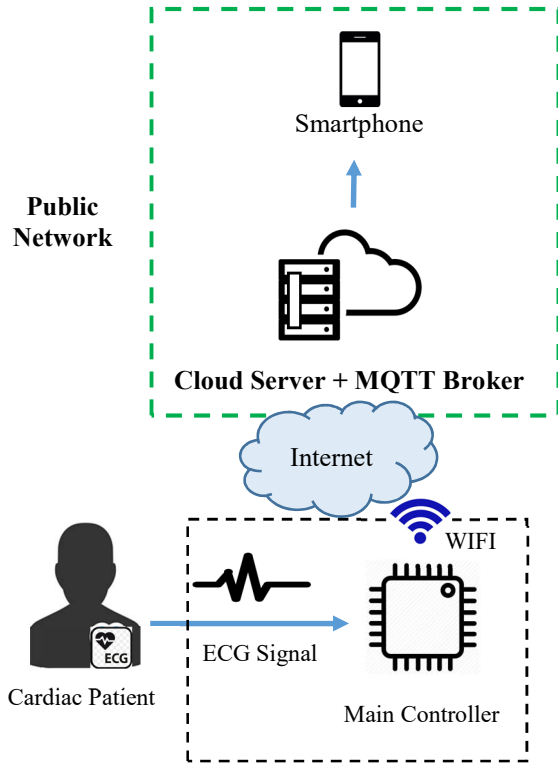 Smartphone
Public
Network
Cloud Server + MQTT Broker
Internet
WIFI
ECG
ECG Signal
Cardiac Patient
Main Controller